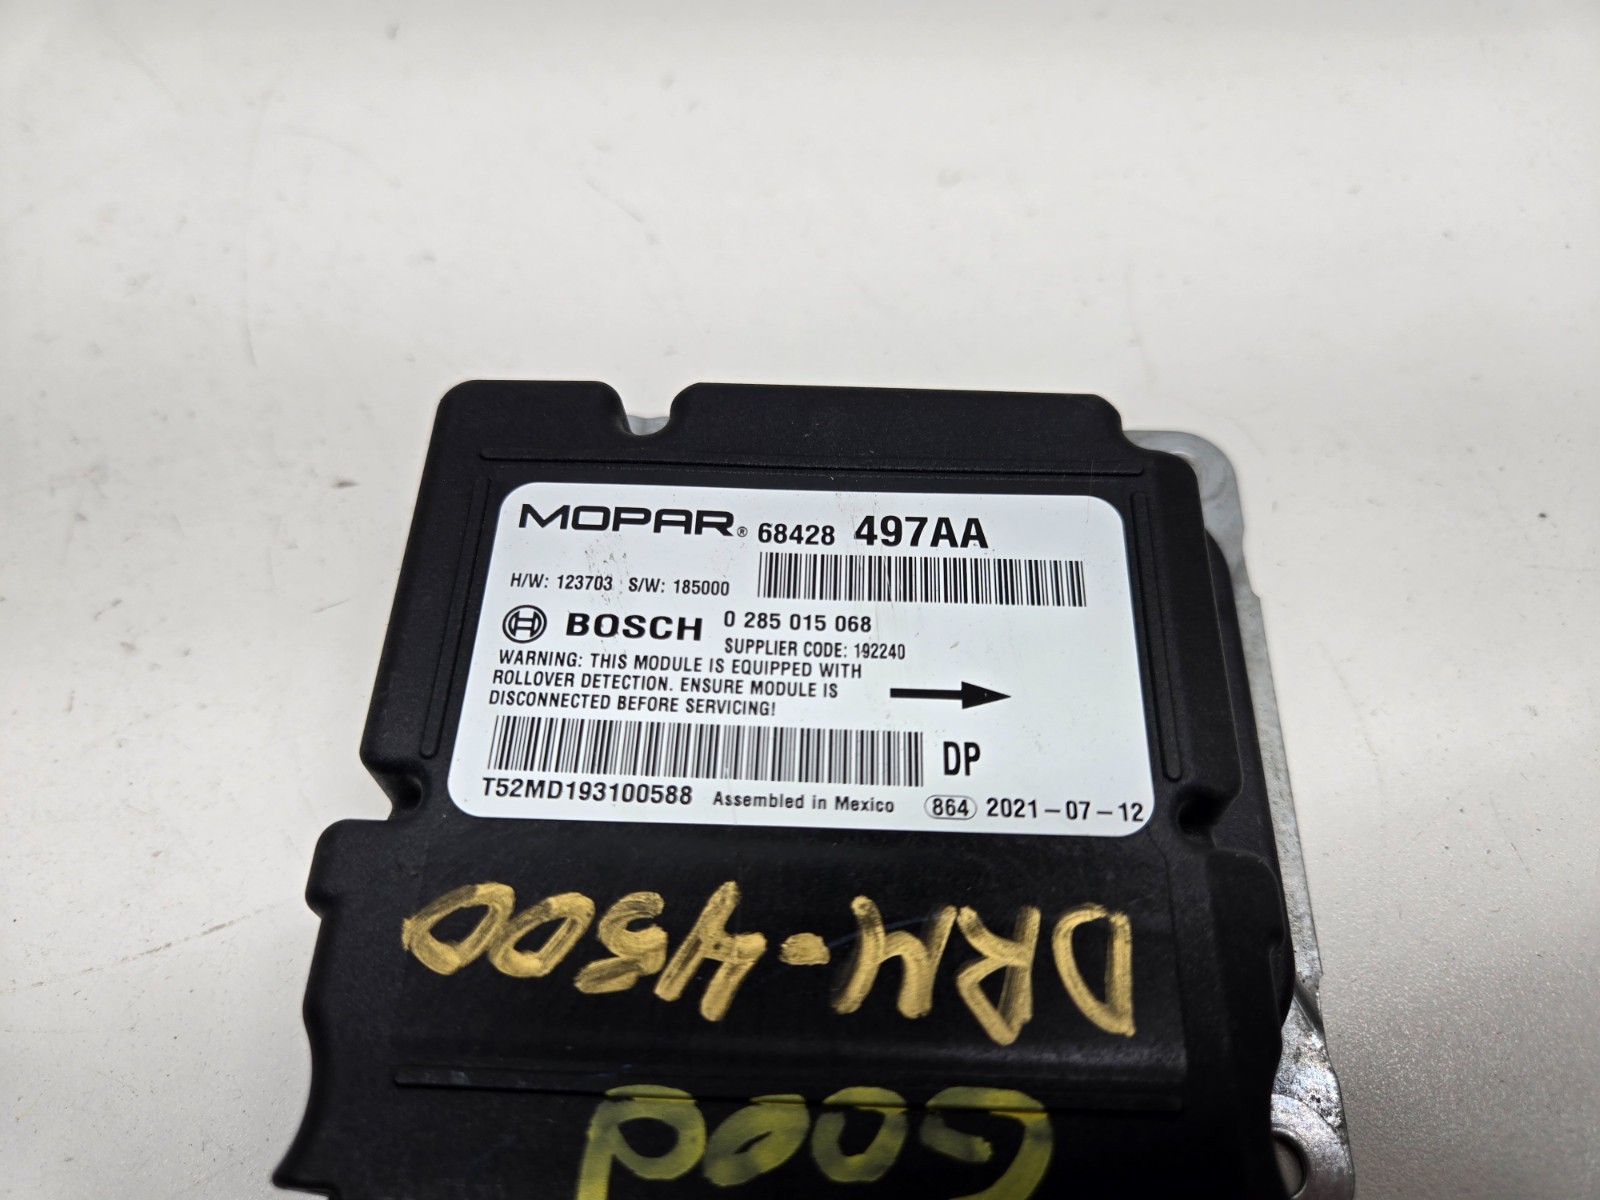 MOPAR® 68428 497AA
H/W: 123703 S/W: 185000
BOSCH 0 285 015 068
SUPPLIER CODE: 192240
WARNING: THIS MODULE IS EQUIPPED WITH
ROLLOVER DETECTION. ENSURE MODULE IS
DISCONNECTED BEFORE SERVICING!
DP
T52MD193100588 Assembled in Mexico 864 2021-07-12
DR4-4500
Good